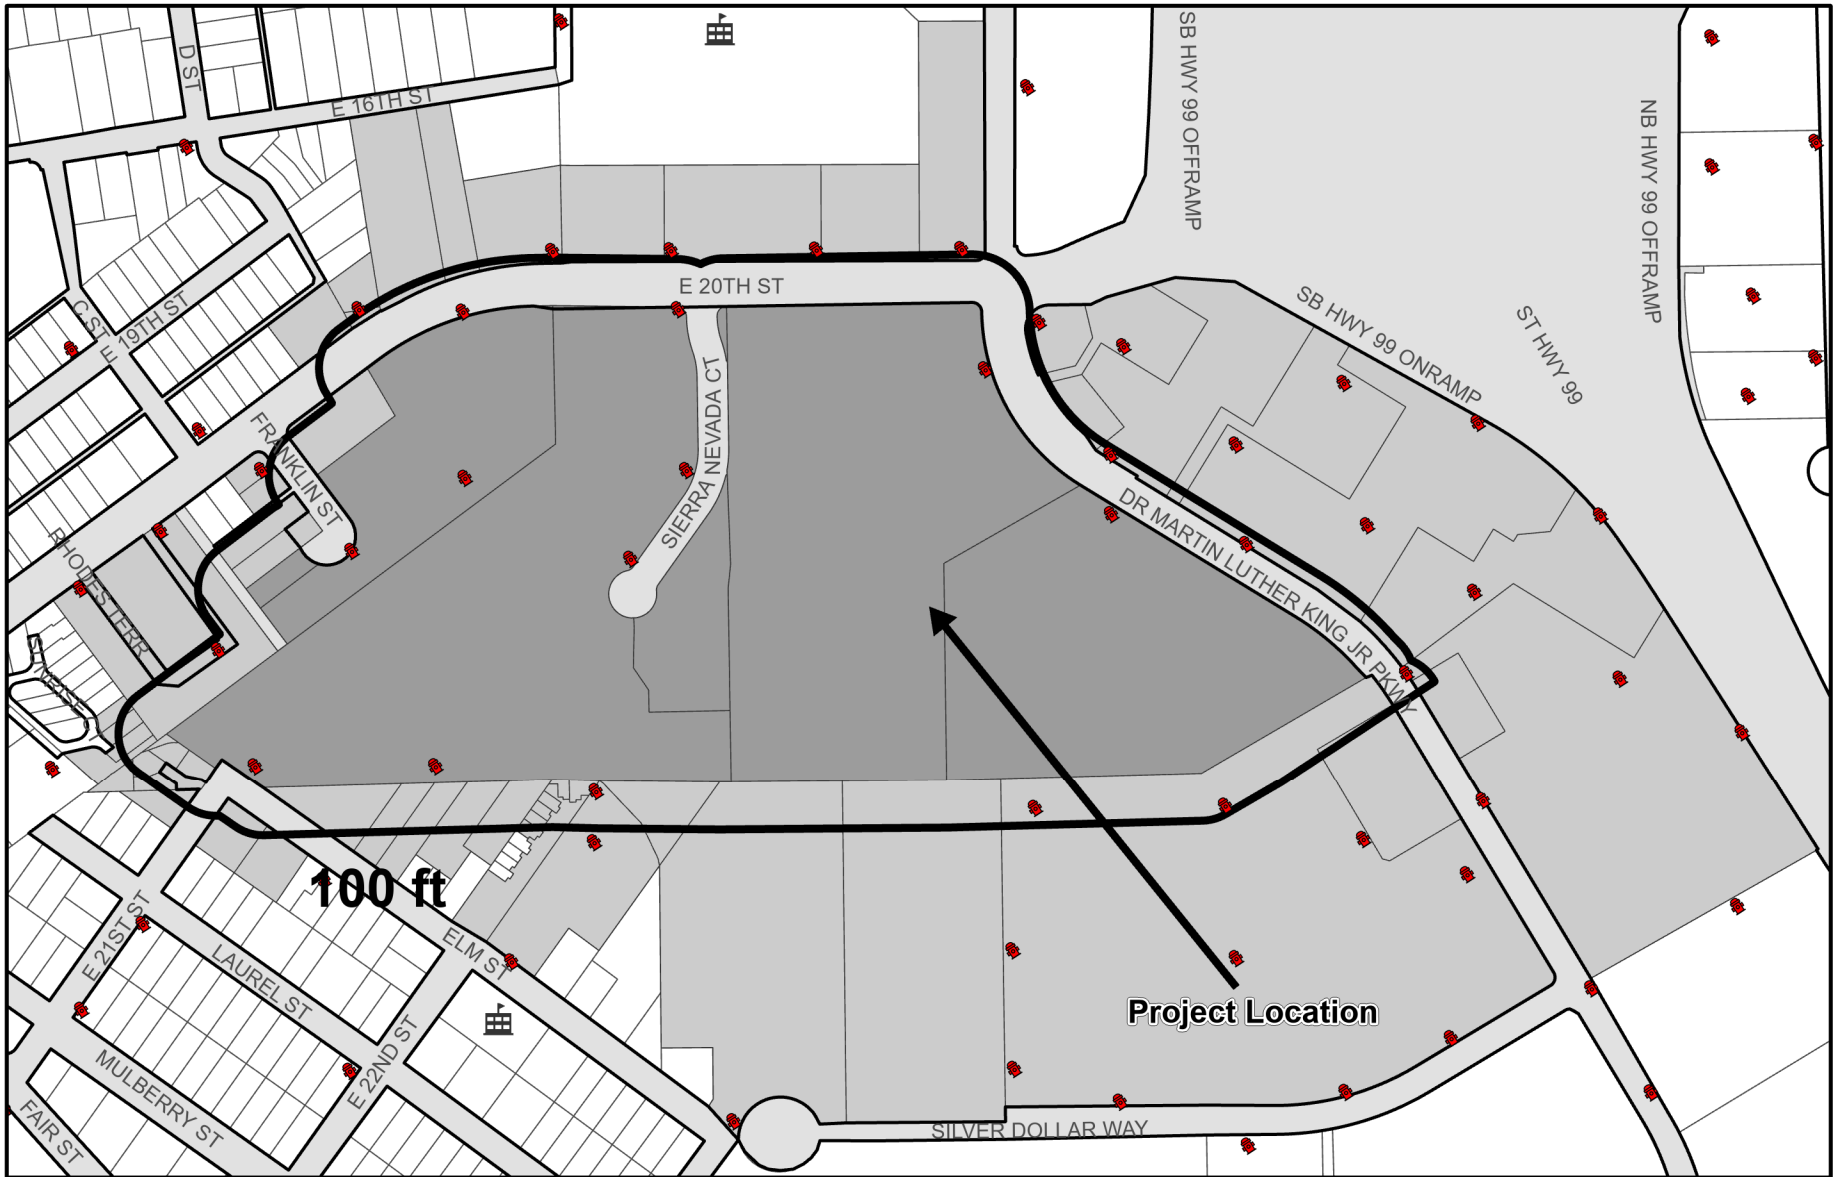 D ST
E 16TH ST
SB HWY 99 OFFRAMP
NB HWY 99 OFFRAMP
C ST
E 19TH ST
E 20TH ST
SB HWY 99 ONRAMP
ST HWY 99
FRANKLIN ST
SIERRA NEVADA CT
DR MARTIN LUTHER KING JR PKWY
RHODES TERR
100 ft
E 21ST ST
LAUREL ST
ELM ST
Project Location
E 22ND ST
MULBERRY ST
FAIR ST
SILVER DOLLAR WAY